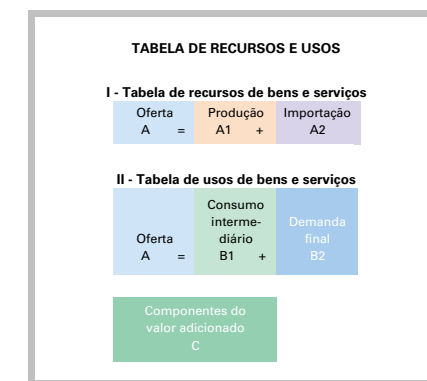 TABELA DE RECURSOS E USOS
I - Tabela de recursos de bens e serviços
Oferta Produção Importação
A = A1 + A2
II - Tabela de usos de bens e serviços
Consumo
interme- Demanda
Oferta diário final
A = B1 + B2
Componentes do
valor adicionado
C